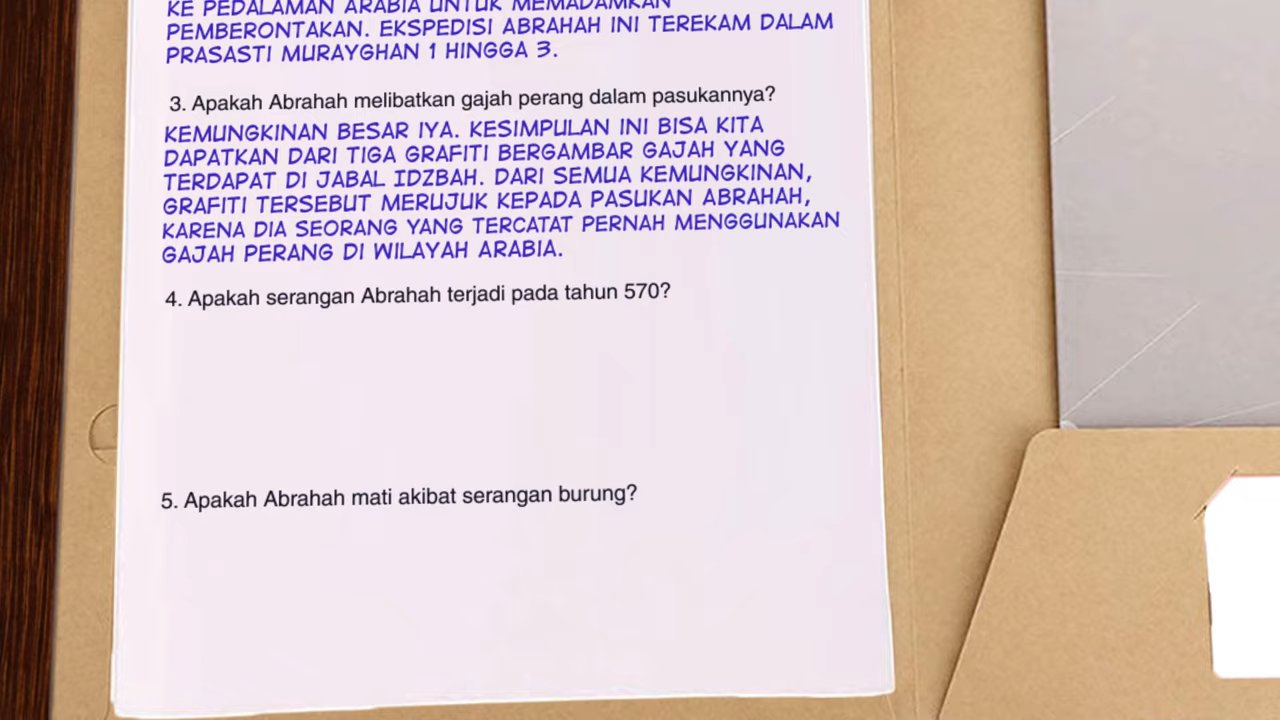 KE PEDALAMAN ARABIA UNTUK MEMADAMKAN
PEMBERONTAKAN. EKSPEDISI ABRAHAH INI TEREKAM DALAM
PRASASTI MURAYGHAN 1 HINGGA 3.
3. Apakah Abrahah melibatkan gajah perang dalam pasukannya?
KEMUNGKINAN BESAR IYA. KESIMPULAN INI BISA KITA
DAPATKAN DARI TIGA GRAFITI BERGAMBAR GAJAH YANG
TERDAPAT DI JABAL IDZBAH. DARI SEMUA KEMUNGKINAN,
GRAFITI TERSEBUT MERUJUK KEPADA PASUKAN ABRAHAH,
KARENA DIA SEORANG YANG TERCATAT PERNAH MENGGUNAKAN
GAJAH PERANG DI WILAYAH ARABIA.
4. Apakah serangan Abrahah terjadi pada tahun 570?
5. Apakah Abrahah mati akibat serangan burung?